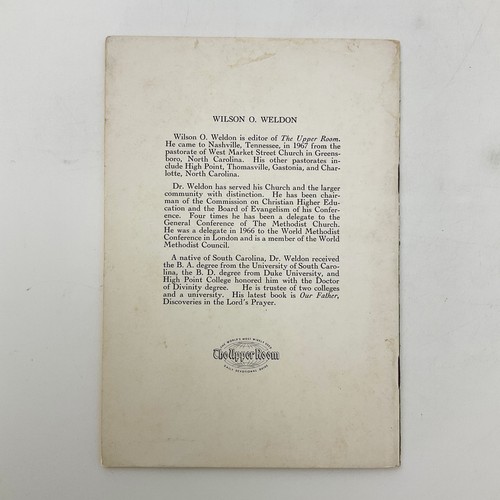 WILSON O. WELDON
Wilson O. Weldon is editor of The Upper Room.
He came to Nashville, Tennessee, in 1967 from the
pastorate of West Market Street Church in Greens-
boro, North Carolina. His other pastorates in-
clude High Point, Thomasville, Gastonia, and Char-
lotte, North Carolina.
Dr. Weldon has served his Church and the larger
community with distinction. He has been chair-
man of the Commission on Christian Higher Edu-
cation and the Board of Evangelism of his Confer-
ence. Four times he has been a delegate to the
General Conference of The Methodist Church.
He was a delegate in 1966 to the World Methodist
Conference in London and is a member of the World
Methodist Council.
A native of South Carolina, Dr. Weldon received
the B. A. degree from the University of South Caro-
lina, the B. D. degree from Duke University, and
High Point College honored him with the Doctor
of Divinity degree. He is trustee of two colleges
and a university. His latest book is Our Father,
Discoveries in the Lord's Prayer.
THE WORLD'S MOST WIDELY USED
The Upper Room
DAILY DEVOTIONAL GUIDE